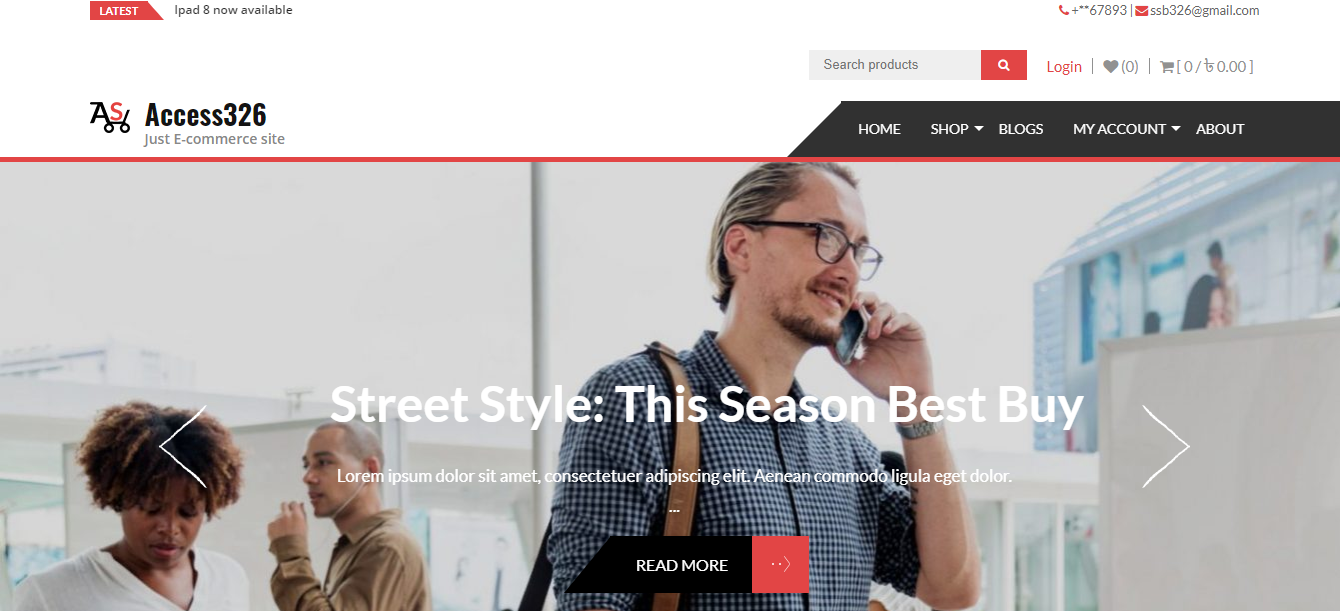 LATEST Ipad 8 now available +**67893 | ssb326@gmail.com
Search products Login | (0) | [ 0 / ৳ 0.00 ]
AS Access326
Just E-commerce site
HOME SHOP BLOGS MY ACCOUNT ABOUT
Street Style: This Season Best Buy
Lorem ipsum dolor sit amet, consectetuer adipiscing elit. Aenean commodo ligula eget dolor.
...
READ MORE